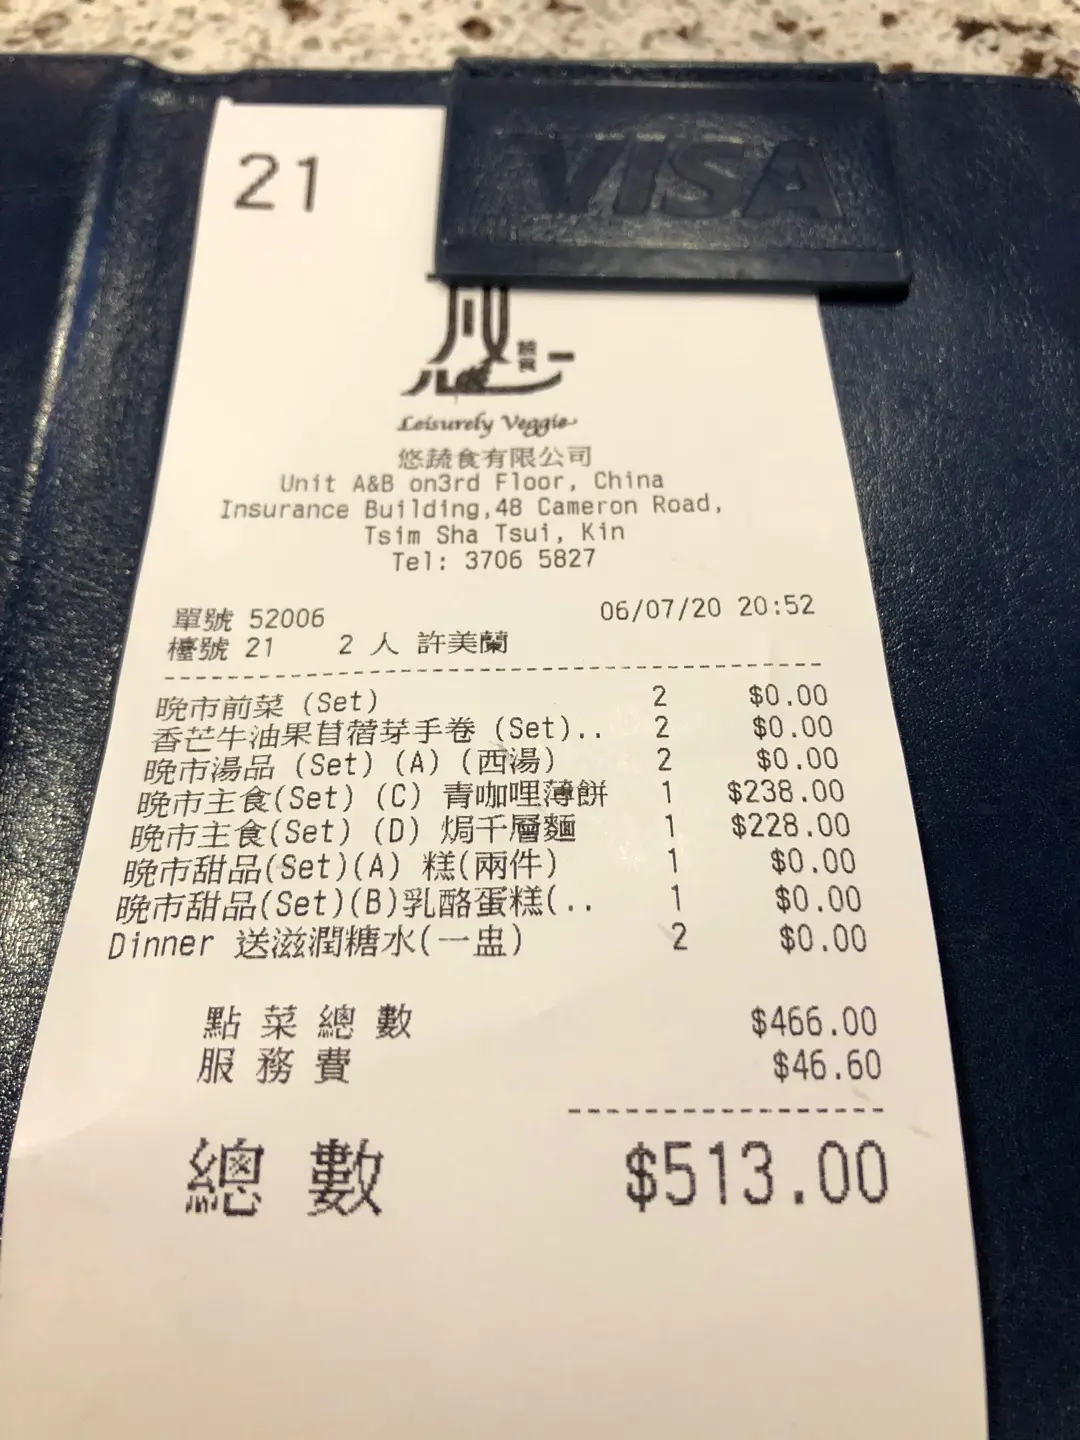 VISA
21
蔬食
Leisurely Veggie
悠蔬食有限公司
Unit A&B on3rd Floor, China
Insurance Building,48 Cameron Road,
Tsim Sha Tsui, Kin
Tel: 3706 5827
單號 52006 06/07/20 20:52
檯號 21 2 人 許美蘭
晚市前菜 (Set) 2 $0.00
香芒牛油果苜蓿芽手卷 (Set).. 2 $0.00
晚市湯品 (Set) (A) (西湯) 2 $0.00
晚市主食(Set) (C) 青咖哩薄餅 1 $238.00
晚市主食(Set) (D) 焗千層麵 1 $228.00
晚市甜品(Set)(A) 糕(兩件) 1 $0.00
晚市甜品(Set)(B)乳酪蛋糕(.. 1 $0.00
Dinner 送滋潤糖水(一盅) 2 $0.00
點菜總數 $466.00
服務費 $46.60
總數 $513.00